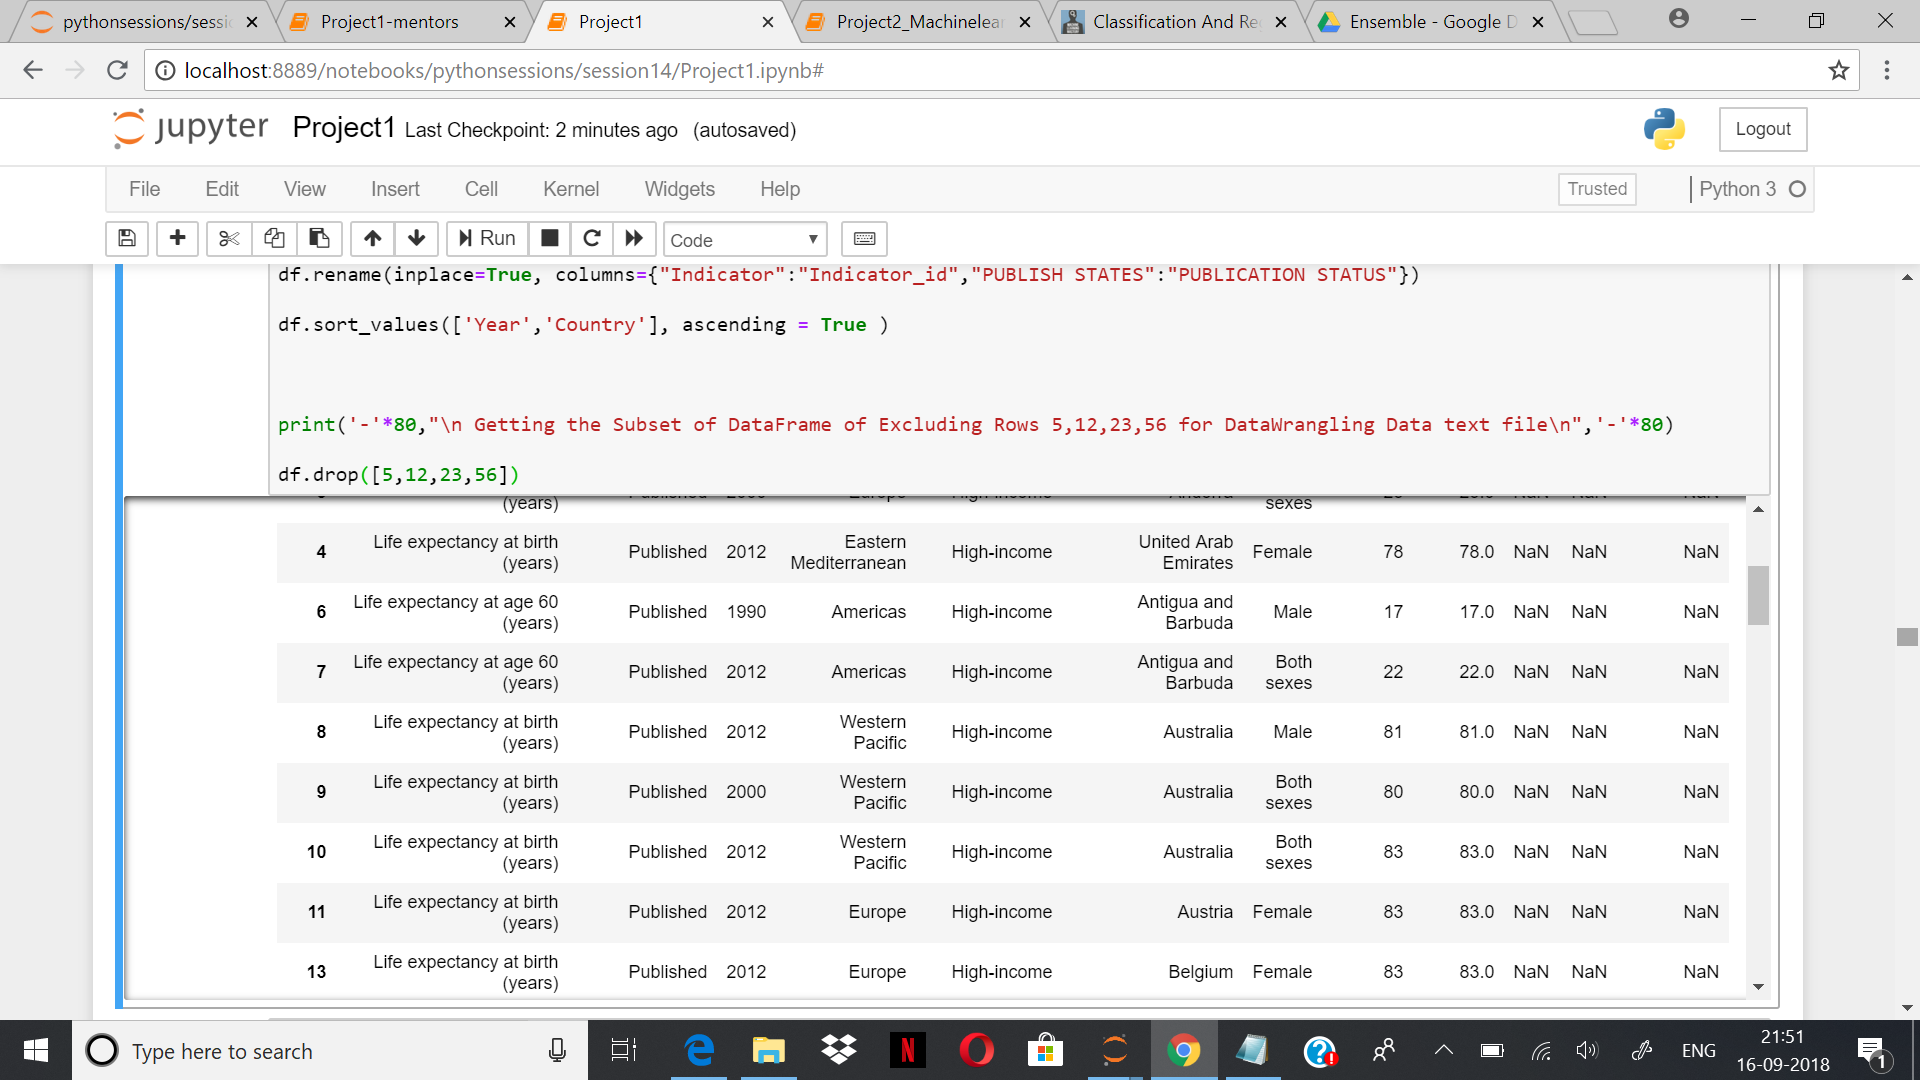 pythonsessions/sessi
Project1-mentors
Project1
Project2_Machinelear
Classification And Re
Ensemble - Google D
localhost:8889/notebooks/pythonsessions/session14/Project1.ipynb#
jupyter Project1 Last Checkpoint: 2 minutes ago (autosaved)
Logout
File Edit View Insert Cell Kernel Widgets Help
Trusted
Python 3
Run
Code
df.rename(inplace=True, columns={"Indicator":"Indicator_id","PUBLISH STATES":"PUBLICATION STATUS"})
df.sort_values(['Year','Country'], ascending = True )
print('-'*80,"\n Getting the Subset of DataFrame of Excluding Rows 5,12,23,56 for DataWrangling Data text file\n",'-'*80)
df.drop([5,12,23,56])
(years) sexes
4 Life expectancy at birth (years) Published 2012 Eastern Mediterranean High-income United Arab Emirates Female 78 78.0 NaN NaN NaN
6 Life expectancy at age 60 (years) Published 1990 Americas High-income Antigua and Barbuda Male 17 17.0 NaN NaN NaN
7 Life expectancy at age 60 (years) Published 2012 Americas High-income Antigua and Barbuda Both sexes 22 22.0 NaN NaN NaN
8 Life expectancy at birth (years) Published 2012 Western Pacific High-income Australia Male 81 81.0 NaN NaN NaN
9 Life expectancy at birth (years) Published 2000 Western Pacific High-income Australia Both sexes 80 80.0 NaN NaN NaN
10 Life expectancy at birth (years) Published 2012 Western Pacific High-income Australia Both sexes 83 83.0 NaN NaN NaN
11 Life expectancy at birth (years) Published 2012 Europe High-income Austria Female 83 83.0 NaN NaN NaN
13 Life expectancy at birth (years) Published 2012 Europe High-income Belgium Female 83 83.0 NaN NaN NaN
Type here to search
ENG
21:51
16-09-2018
1